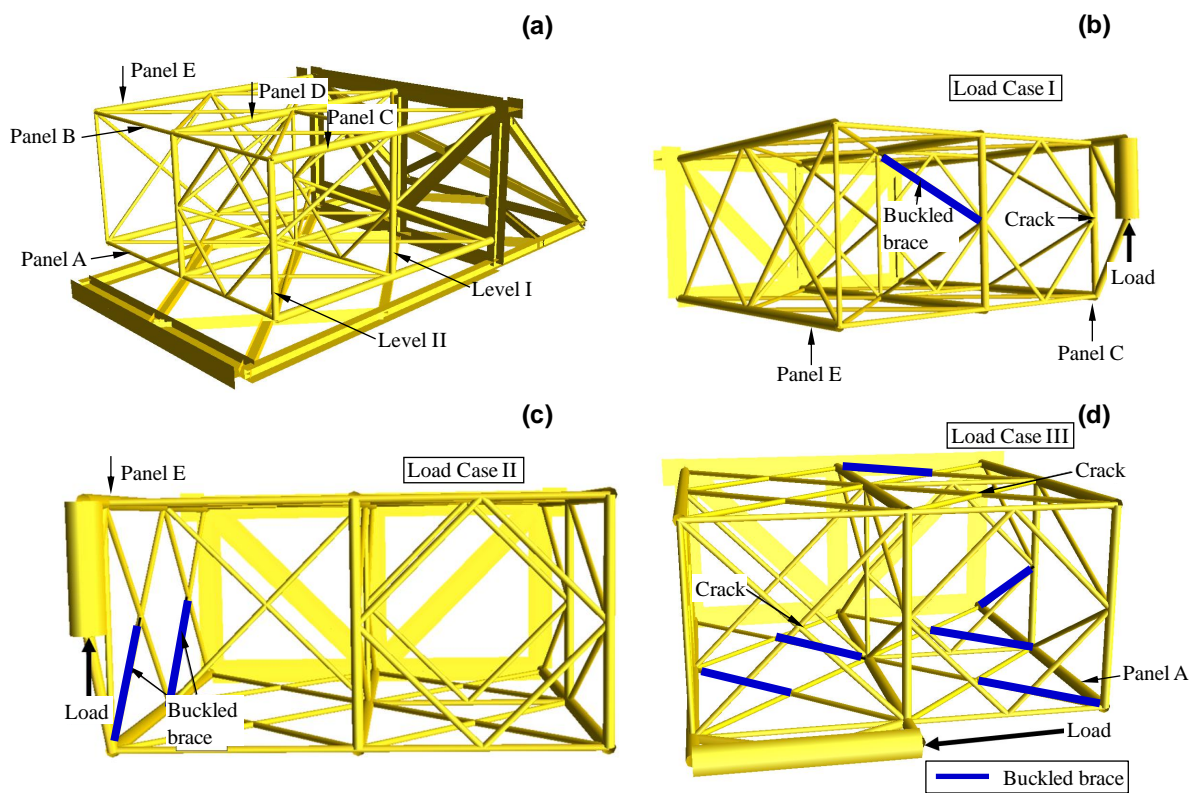 (a)
Panel E
Panel D
Panel C
Panel B
Panel A
Level I
Level II
(b)
Load Case I
Buckled
brace
Crack
Load
Panel E
Panel C
(c)
Panel E
Load Case II
Load
Buckled
brace
(d)
Load Case III
Crack
Crack
Panel A
Load
Buckled brace